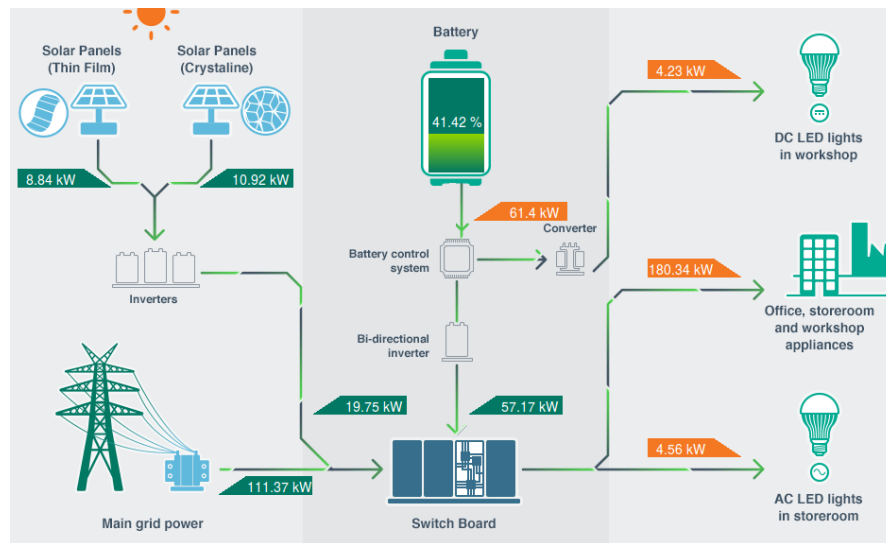 Solar Panels
(Thin Film)
Solar Panels
(Crystaline)
Battery
41.42 %
4.23 kW
DC LED lights
in workshop
8.84 kW
10.92 kW
61.4 kW
Converter
Battery control
system
180.34 kW
Inverters
Office, storeroom
and workshop
appliances
Bi-directional
inverter
19.75 kW
57.17 kW
4.56 kW
111.37 kW
AC LED lights
in storeroom
Main grid power
Switch Board